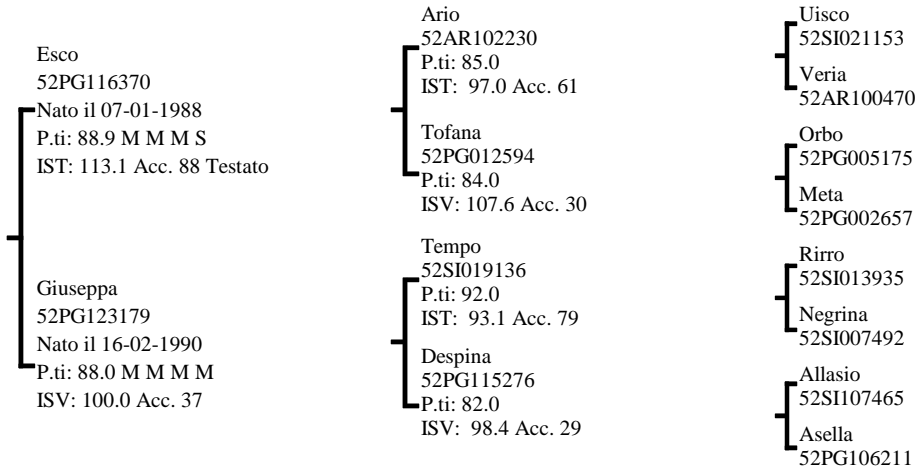 Esco
52PG116370
Nato il 07-01-1988
P.ti: 88.9 M M M S
IST: 113.1 Acc. 88 Testato
Giuseppa
52PG123179
Nato il 16-02-1990
P.ti: 88.0 M M M M
ISV: 100.0 Acc. 37
Ario
52AR102230
P.ti: 85.0
IST: 97.0 Acc. 61
Tofana
52PG012594
P.ti: 84.0
ISV: 107.6 Acc. 30
Tempo
52SI019136
P.ti: 92.0
IST: 93.1 Acc. 79
Despina
52PG115276
P.ti: 82.0
ISV: 98.4 Acc. 29
Uisco
52SI021153
Veria
52AR100470
Orbo
52PG005175
Meta
52PG002657
Rirro
52SI013935
Negrina
52SI007492
Allasio
52SI107465
Asella
52PG106211